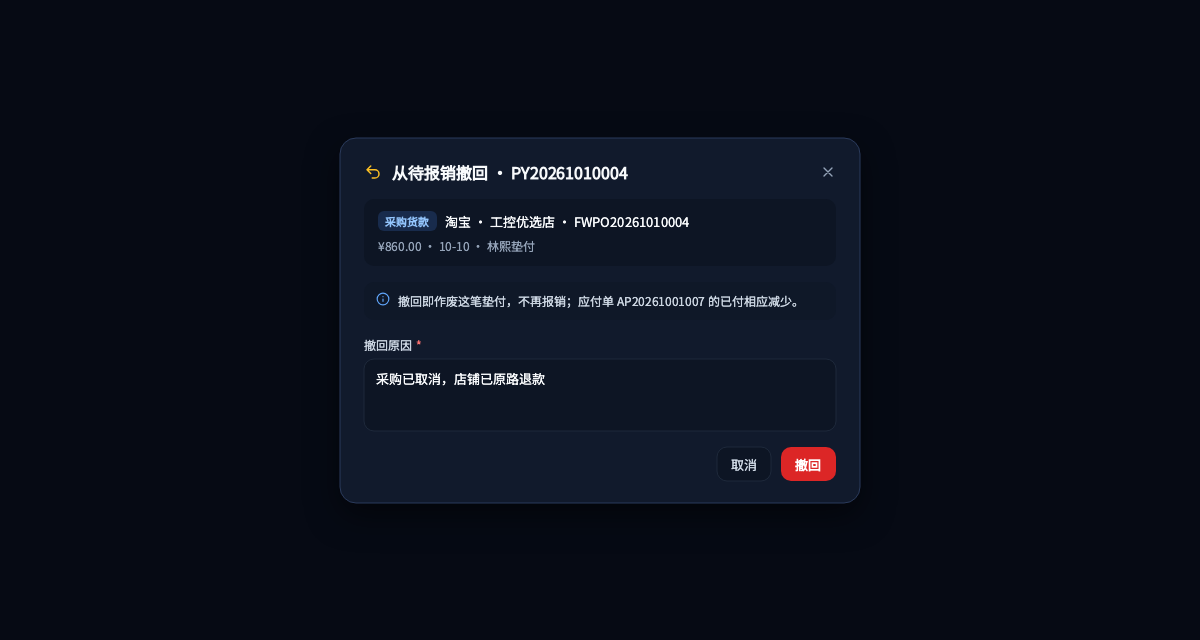 从待报销撤回 • PY20261010004
采购货款 淘宝 • 工控优选店 • FWPO20261010004
¥860.00 • 10-10 • 林熙垫付
撤回即作废这笔垫付，不再报销；应付单 AP20261001007 的已付相应减少。
撤回原因 *
采购已取消，店铺已原路退款
取消 撤回